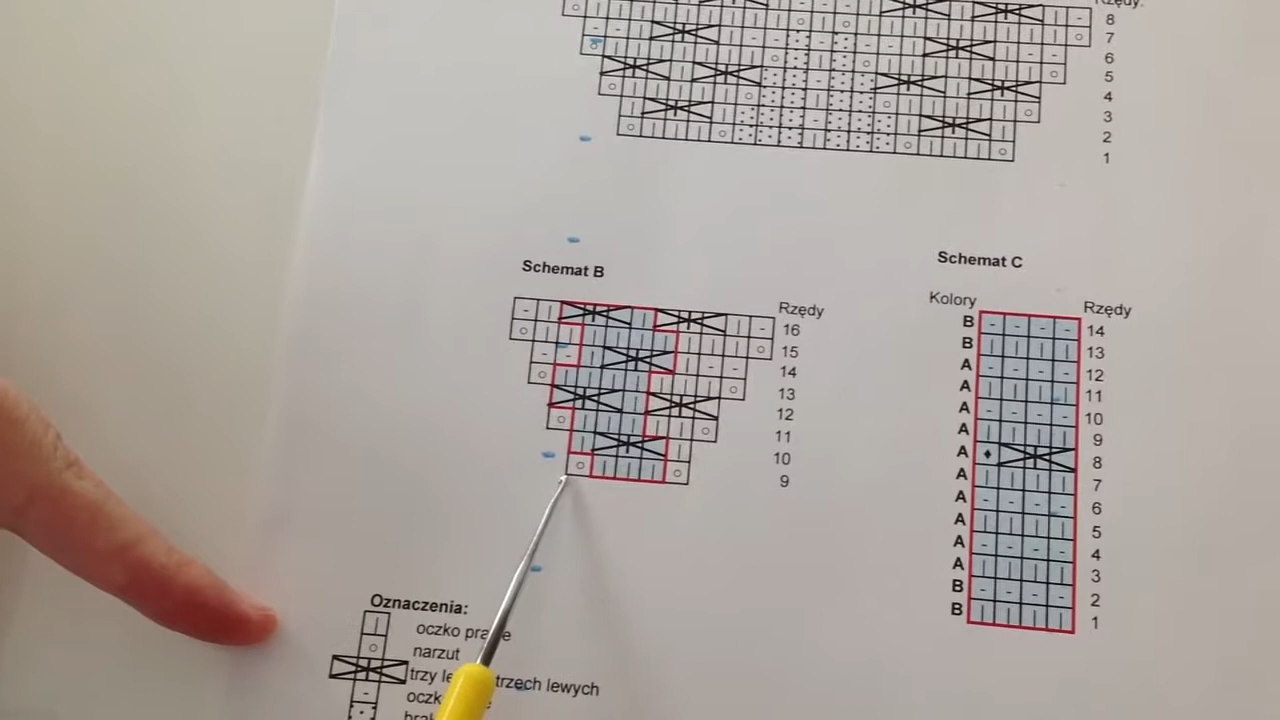 Rzędy:
8
7
6
5
4
3
2
1
Schemat B
Rzędy
16
15
14
13
12
11
10
9
Schemat C
Kolory Rzędy
B 14
B 13
A 12
A 11
A 10
A 9
A 8
A 7
A 6
A 5
A 4
A 3
B 2
B 1
Oznaczenia:
oczko
narzut
trzy trzech lewych